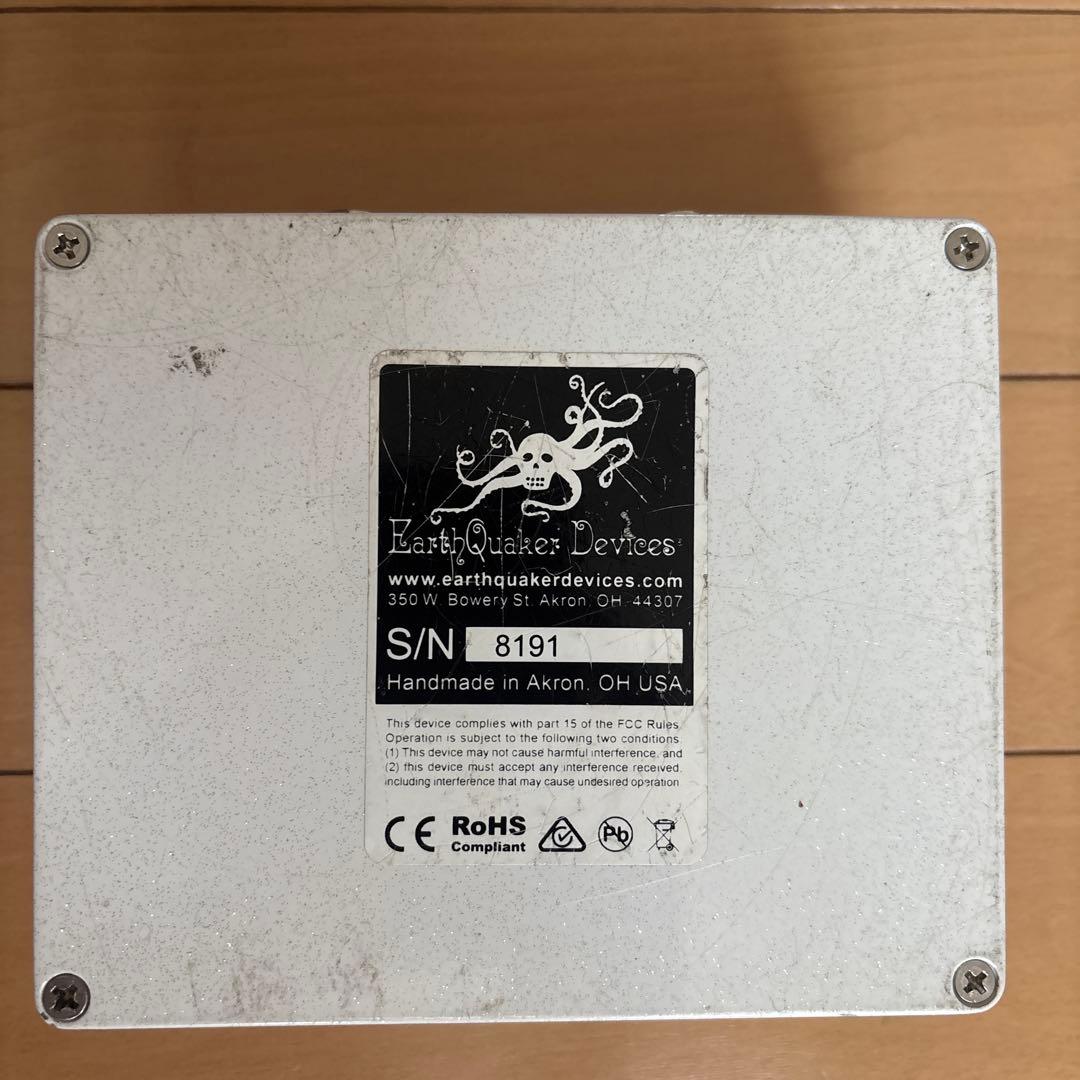 EarthQuaker Devices
www.earthquakerdevices.com
350 W. Bowery St. Akron, OH. 44307
S/N 8191
Handmade in Akron, OH USA
This device complies with part 15 of the FCC Rules.
Operation is subject to the following two conditions:
(1) This device may not cause harmful interference, and
(2) this device must accept any interference received,
including interference that may cause undesired operation.
CE RoHS Compliant Pb